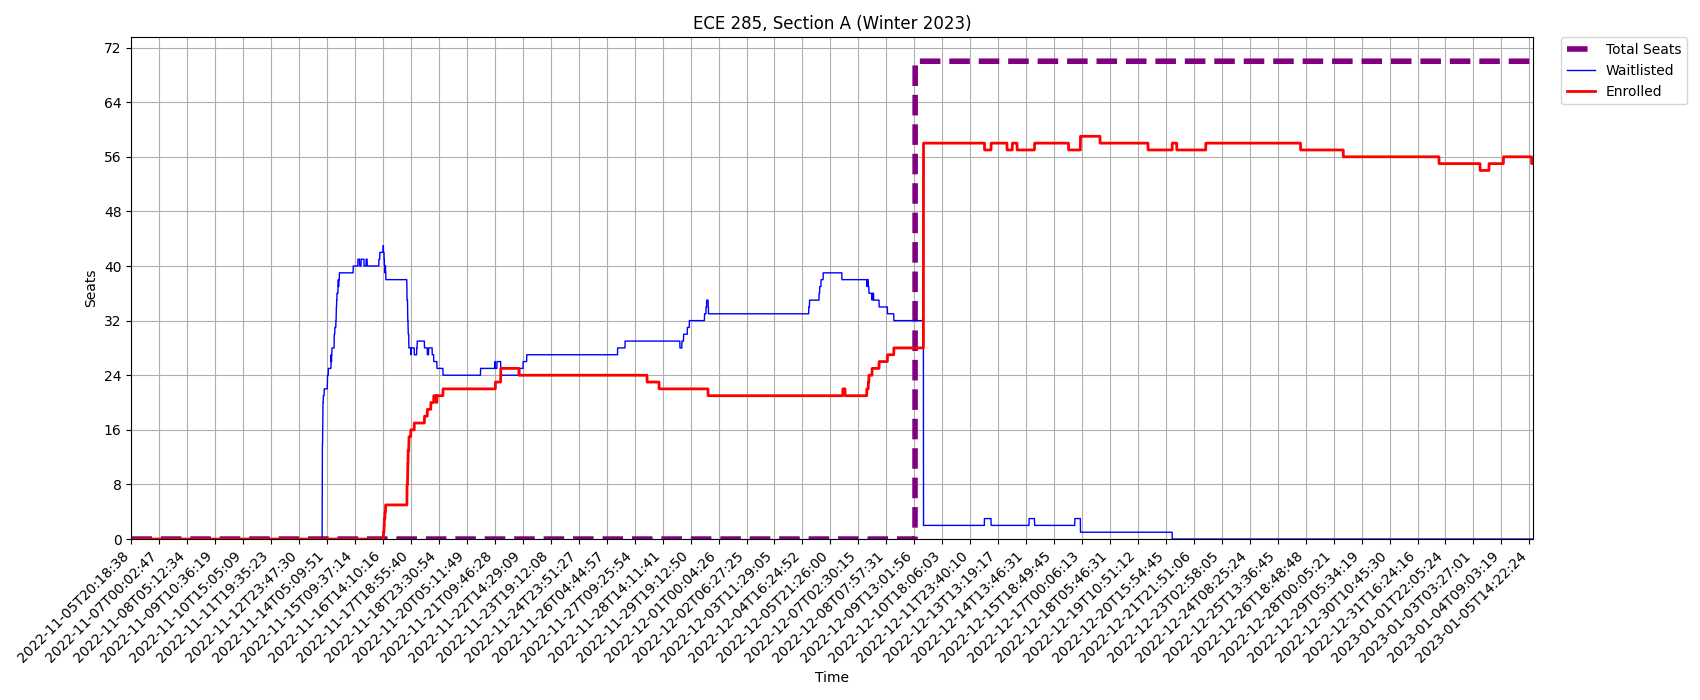 ECE 285, Section A (Winter 2023)
Total Seats
Waitlisted
Enrolled
72
64
56
48
40
32
24
16
8
0
Seats
2022-11-05T20:18:38
2022-11-07T00:02:47
2022-11-08T05:12:34
2022-11-09T10:36:19
2022-11-10T15:05:09
2022-11-11T19:35:23
2022-11-12T23:47:30
2022-11-14T05:09:51
2022-11-15T09:37:14
2022-11-16T14:10:16
2022-11-17T18:55:40
2022-11-18T23:30:54
2022-11-20T05:11:49
2022-11-21T09:46:28
2022-11-22T14:29:09
2022-11-23T19:12:08
2022-11-24T23:51:27
2022-11-26T04:44:57
2022-11-27T09:25:54
2022-11-28T14:11:41
2022-11-29T19:12:50
2022-12-01T00:04:26
2022-12-02T06:27:25
2022-12-03T11:29:05
2022-12-04T16:24:52
2022-12-05T21:26:00
2022-12-07T02:30:15
2022-12-08T07:57:31
2022-12-09T13:01:56
2022-12-10T18:06:03
2022-12-11T23:40:10
2022-12-13T13:19:17
2022-12-14T13:46:31
2022-12-15T18:49:45
2022-12-17T00:06:13
2022-12-18T05:46:31
2022-12-19T10:51:12
2022-12-20T15:54:45
2022-12-21T21:51:06
2022-12-23T02:58:05
2022-12-24T08:25:24
2022-12-25T13:36:45
2022-12-26T18:48:48
2022-12-28T00:05:21
2022-12-29T05:34:19
2022-12-30T10:45:30
2022-12-31T16:24:16
2023-01-01T22:05:24
2023-01-03T03:27:01
2023-01-04T09:03:19
2023-01-05T14:22:24
Time